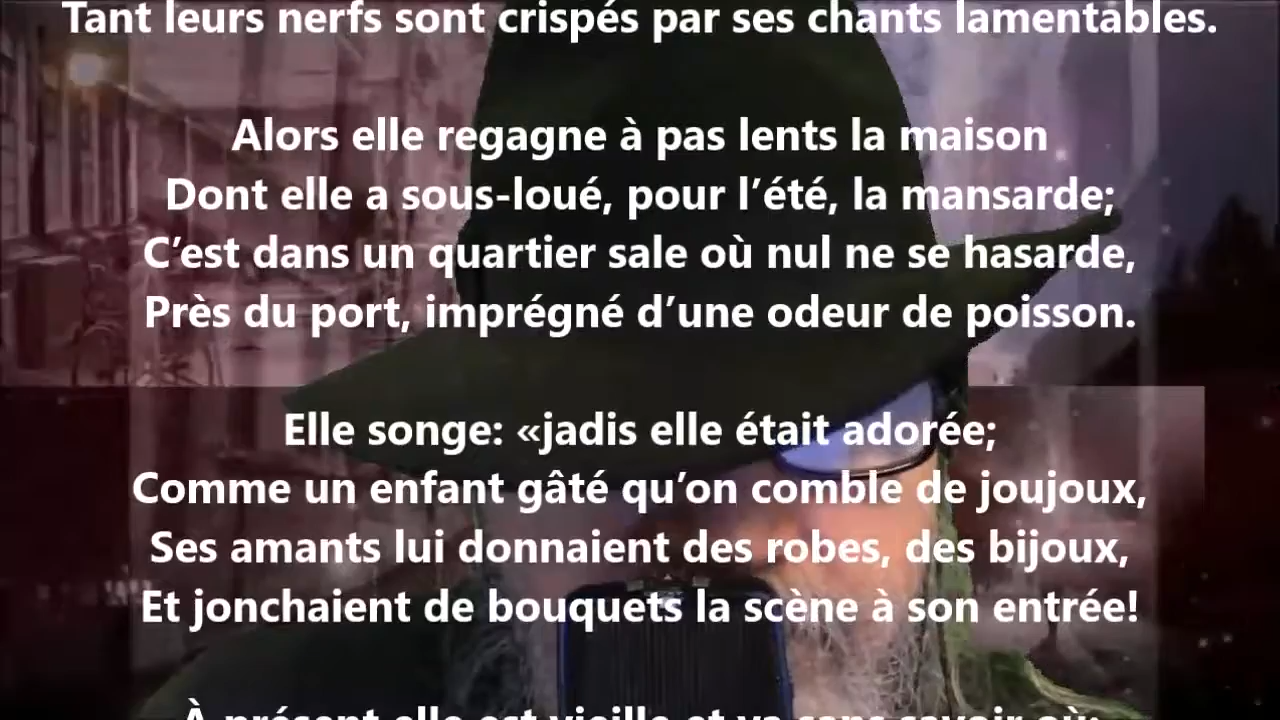 Tant leurs nerfs sont crispés par ses chants lamentables.
Alors elle regagne à pas lents la maison
Dont elle a sous-loué, pour l’été, la mansarde;
C’est dans un quartier sale où nul ne se hasarde,
Près du port, imprégné d’une odeur de poisson.
Elle songe: «jadis elle était adorée;
Comme un enfant gâté qu’on comble de joujoux,
Ses amants lui donnaient des robes, des bijoux,
Et jonchaient de bouquets la scène à son entrée!
À présent elle est vieille et va sans savoir où;